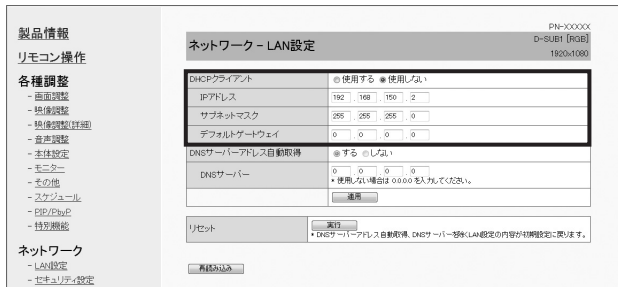 製品情報
リモコン操作
各種調整
- 画面調整
- 映像調整
- 映像調整(詳細)
- 音声調整
- 本体設定
- モニター
- その他
- スケジュール
- PIP/PbyP
- 特別機能
ネットワーク
- LAN設定
- セキュリティ設定
PN-XXXXX
ネットワーク - LAN設定
D-SUB1 [RGB]
1920×1080
DHCPクライアント 使用する 使用しない
IPアドレス 192 . 168 . 150 . 2
サブネットマスク 255 . 255 . 255 . 0
デフォルトゲートウェイ 0 . 0 . 0 . 0
DNSサーバーアドレス自動取得 する しない
DNSサーバー 0 . 0 . 0 . 0
* 使用しない場合は 0.0.0.0 を入力してください。
適用
リセット 実行
* DNSサーバーアドレス自動取得、DNSサーバーを除くLAN設定の内容が初期設定に戻ります。
再読み込み